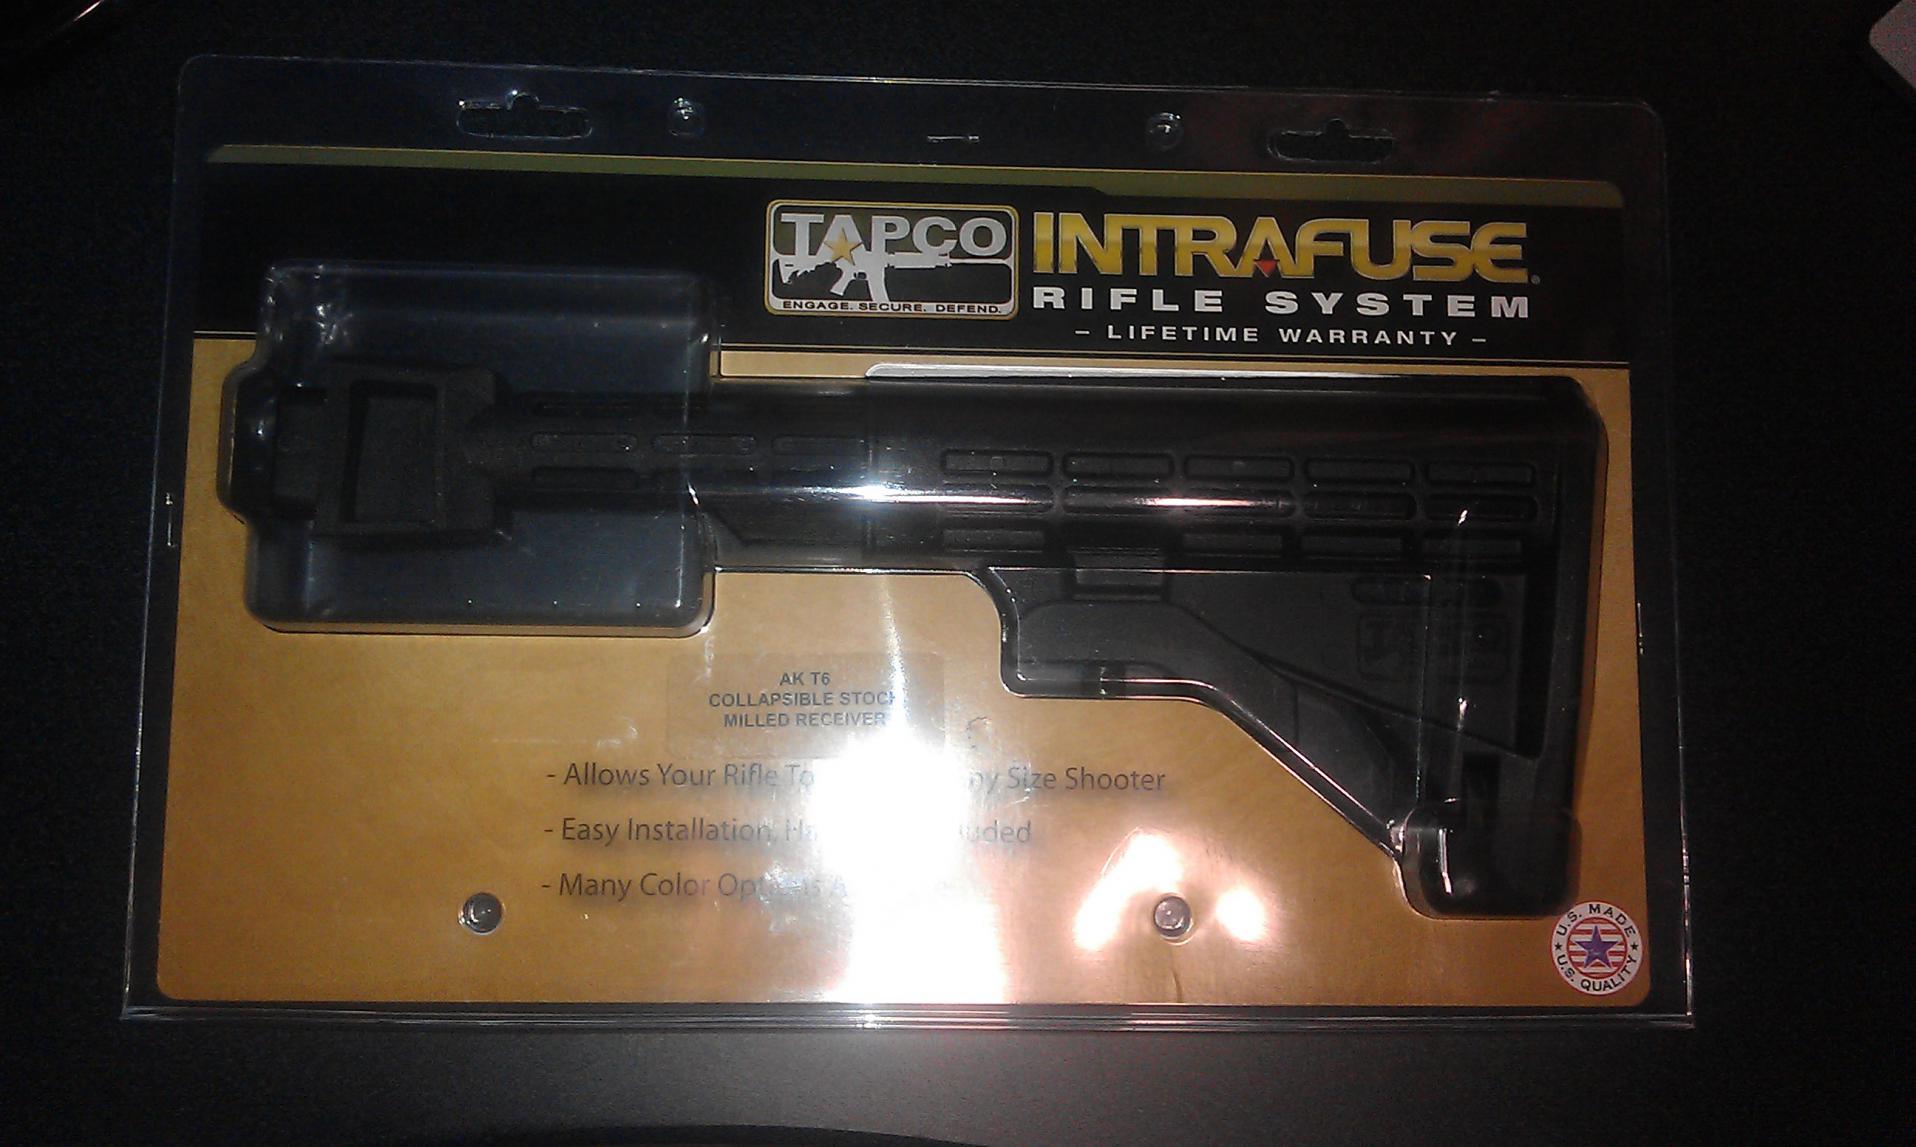 TAPCO
ENGAGE. SECURE. DEFEND.
INTRAFUSE®
RIFLE SYSTEM
- LIFETIME WARRANTY -
AK T6
COLLAPSIBLE STOCK
MILLED RECEIVER
- Allows Your Rifle To Size Shooter
- Easy Installation,
- Many Color
U.S. MADE
U.S. QUALITY